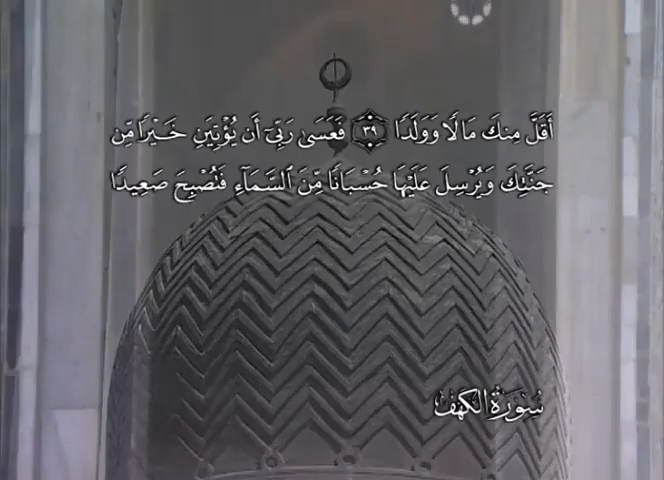 أَقَلَّ مِنكَ مَالًا وَوَلَدًا ٣٩ فَعَسَىٰ رَبِّيٓ أَن يُؤْتِيَنِ خَيْرًا مِّن
جَنَّتِكَ وَيُرْسِلَ عَلَيْهَا حُسْبَانًا مِّنَ ٱلسَّمَآءِ فَتُصْبِحَ صَعِيدًا
سُورَةُ الكَهْفِ